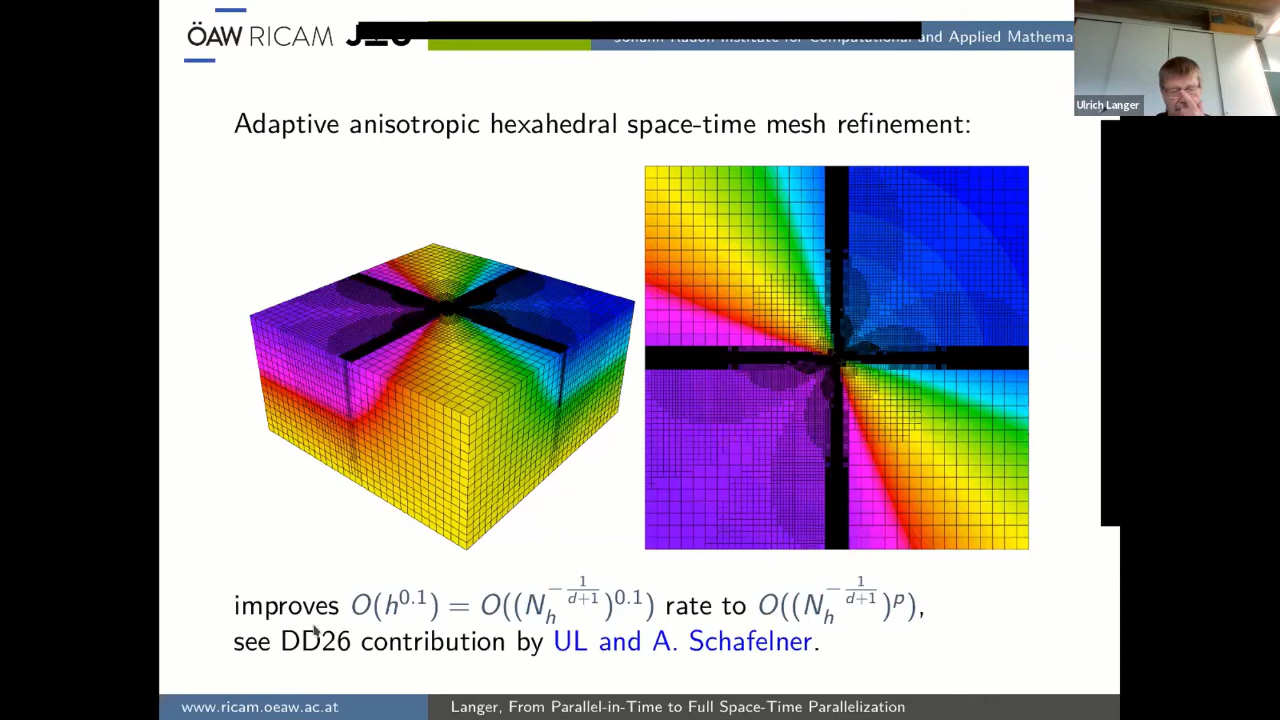 ÖAW RICAM
Johann Radon Institute for Computational and Applied Mathema
Ulrich Langer
Adaptive anisotropic hexahedral space-time mesh refinement:
improves O(h^{0.1}) = O((N_h^{-\frac{1}{d+1}})^{0.1}) rate to O((N_h^{-\frac{1}{d+1}})^p),
see DD26 contribution by UL and A. Schafelner.
www.ricam.oeaw.ac.at Langer, From Parallel-in-Time to Full Space-Time Parallelization